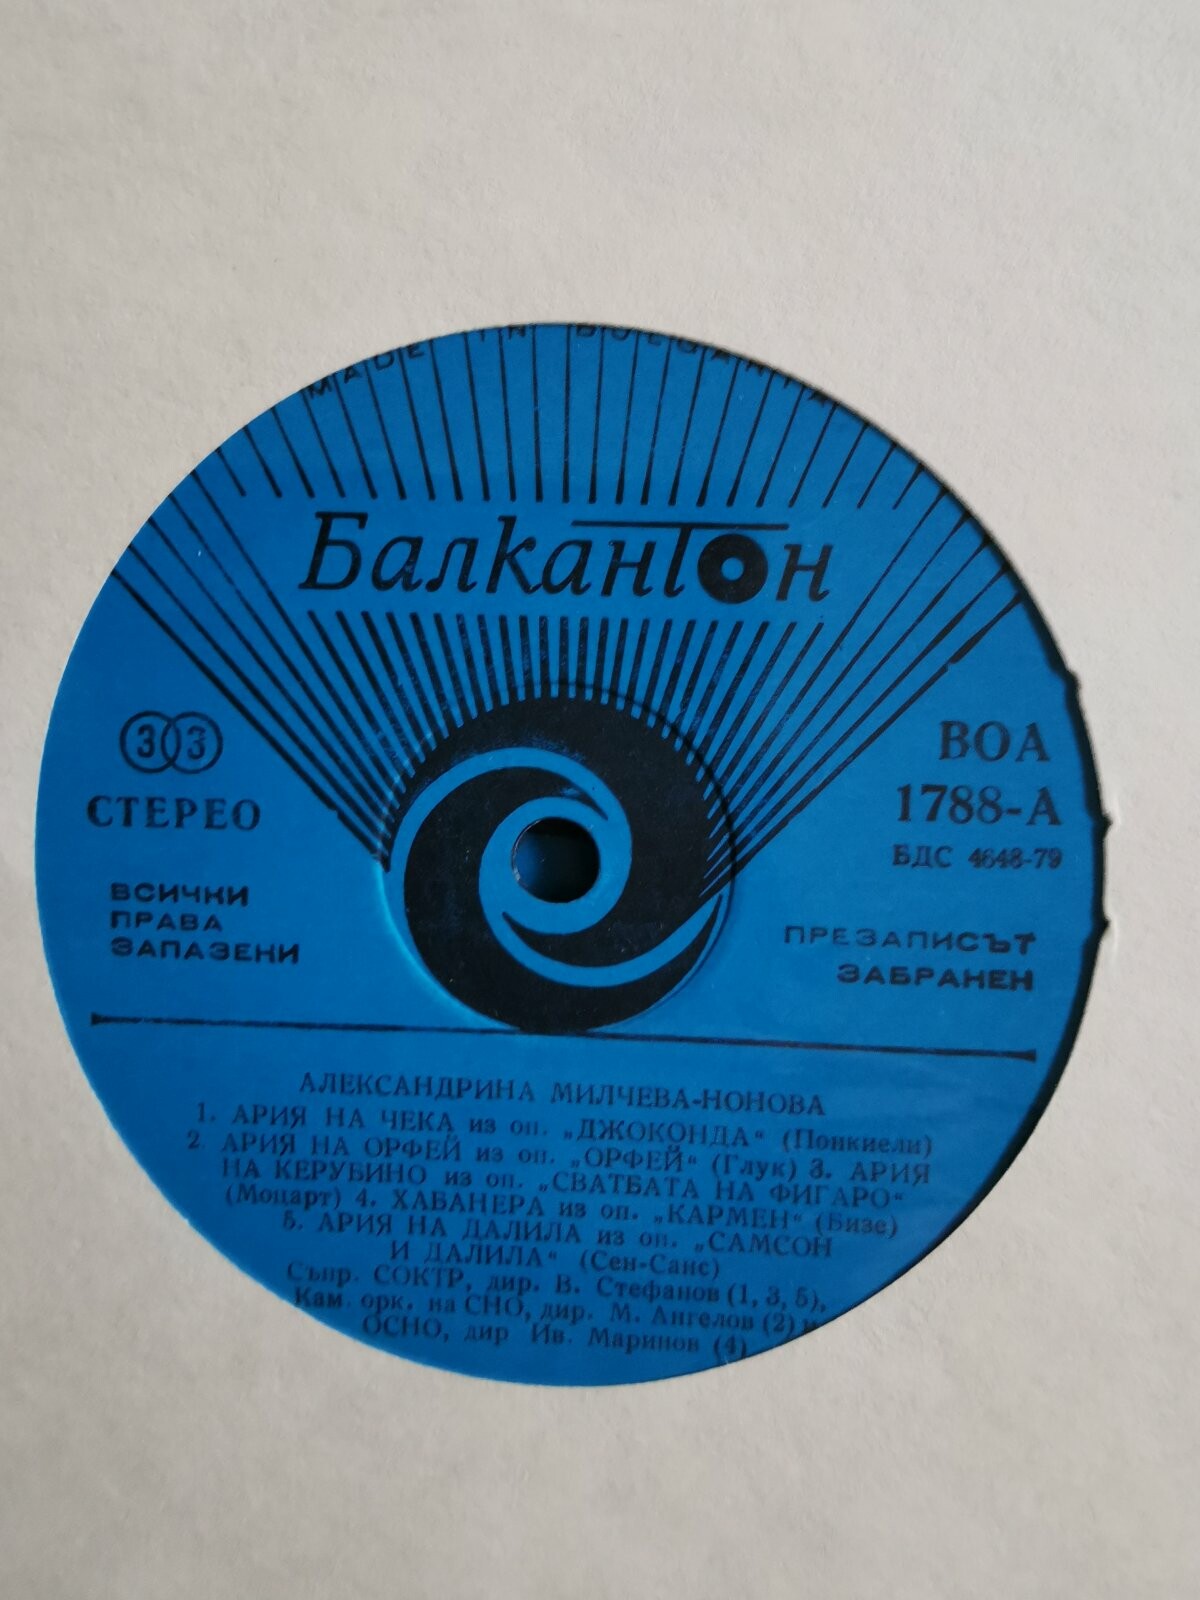 MADE IN BULGARIA
Балкантон
33
СТЕРЕО
ВСИЧКИ
ПРАВА
ЗАПАЗЕНИ
ВОА
1788-А
БДС 4648-79
ПРЕЗАПИСЪТ
ЗАБРАНЕН
АЛЕКСАНДРИНА МИЛЧЕВА-НОНОВА
1. АРИЯ НА ЧЕКА из оп. „ДЖОКОНДА“ (Понкиели)
2. АРИЯ НА ОРФЕЙ из оп. „ОРФЕЙ“ (Глук) 3. АРИЯ
НА КЕРУБИНО из оп. „СВАТБАТА НА ФИГАРО“
(Моцарт) 4. ХАБАНЕРА из оп. „КАРМЕН“ (Бизе)
5. АРИЯ НА ДАЛИЛА из оп. „САМСОН
И ДАЛИЛА“ (Сен-Санс)
Съпр. СОКТР, дир. В. Стефанов (1, 3, 5),
Кам. орк. на СНО, дир. М. Ангелов (2) и
ОСНО, дир Ив. Маринов (4)